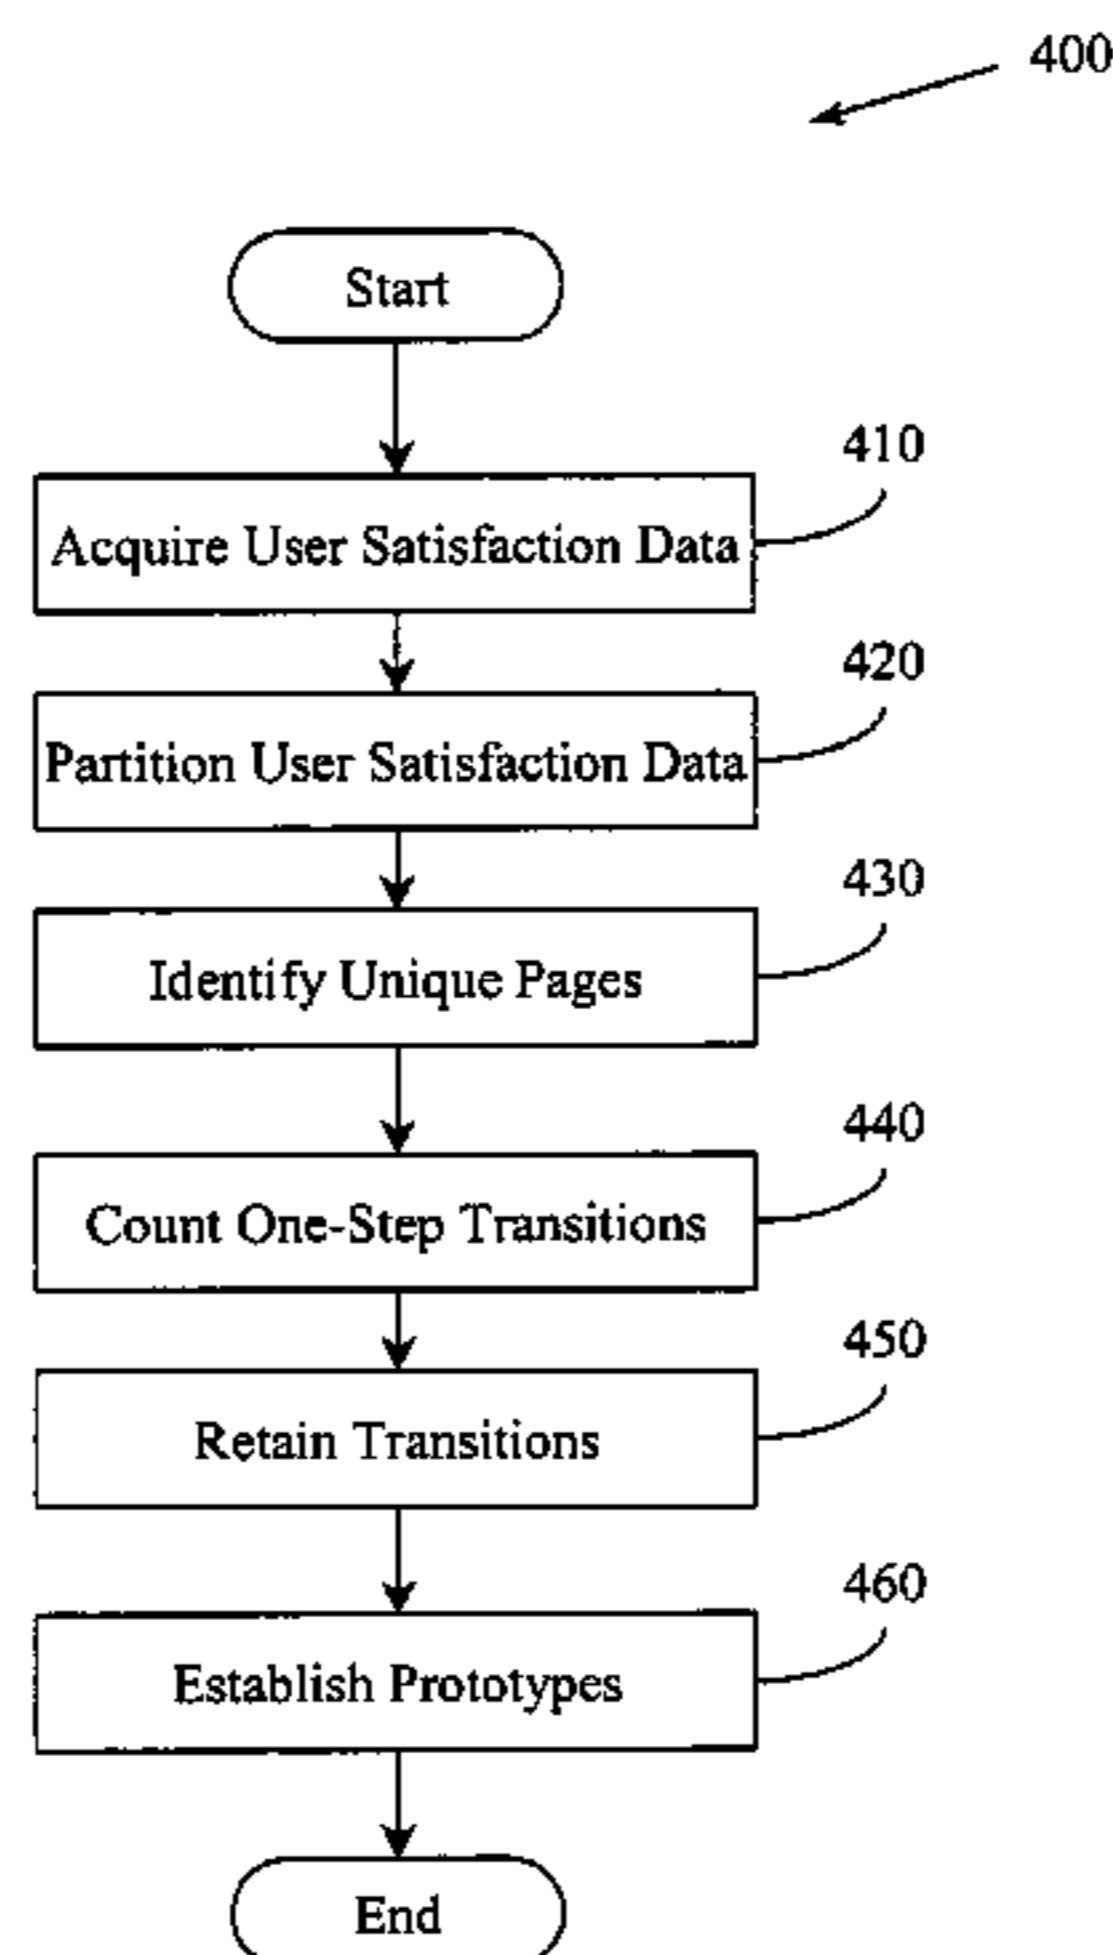 400
Start
410
Acquire User Satisfaction Data
420
Partition User Satisfaction Data
430
Identify Unique Pages
440
Count One-Step Transitions
450
Retain Transitions
460
Establish Prototypes
End